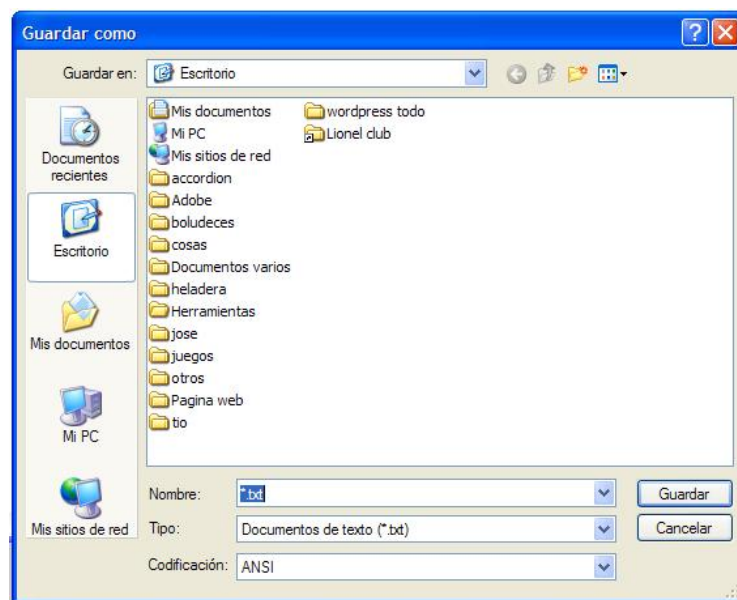 Guardar como
Guardar en:
Escritorio
Documentos
recientes
Escritorio
Mis documentos
Mi PC
Mis sitios de red
Mis documentos
Mi PC
Mis sitios de red
accordion
Adobe
boludeces
cosas
Documentos varios
heladera
Herramientas
jose
juegos
otros
Pagina web
tio
wordpress todo
Lionel club
Nombre:
*.txt
Guardar
Tipo:
Documentos de texto (*.txt)
Cancelar
Codificación:
ANSI